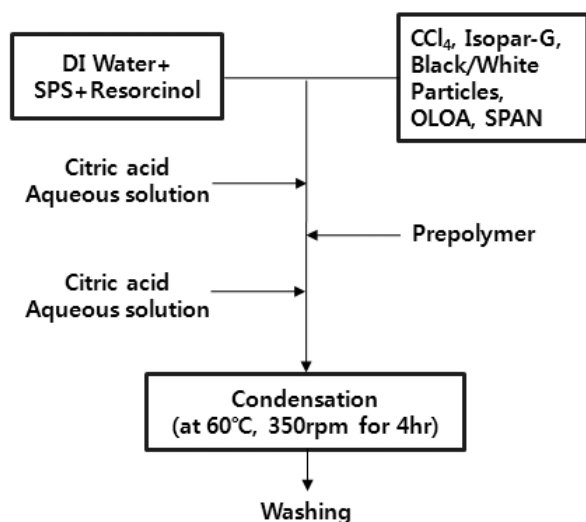 DI Water+
SPS+Resorcinol
CCl₄, Isopar-G,
Black/White
Particles,
OLOA, SPAN
Citric acid
Aqueous solution
Prepolymer
Citric acid
Aqueous solution
Condensation
(at 60℃, 350rpm for 4hr)
Washing